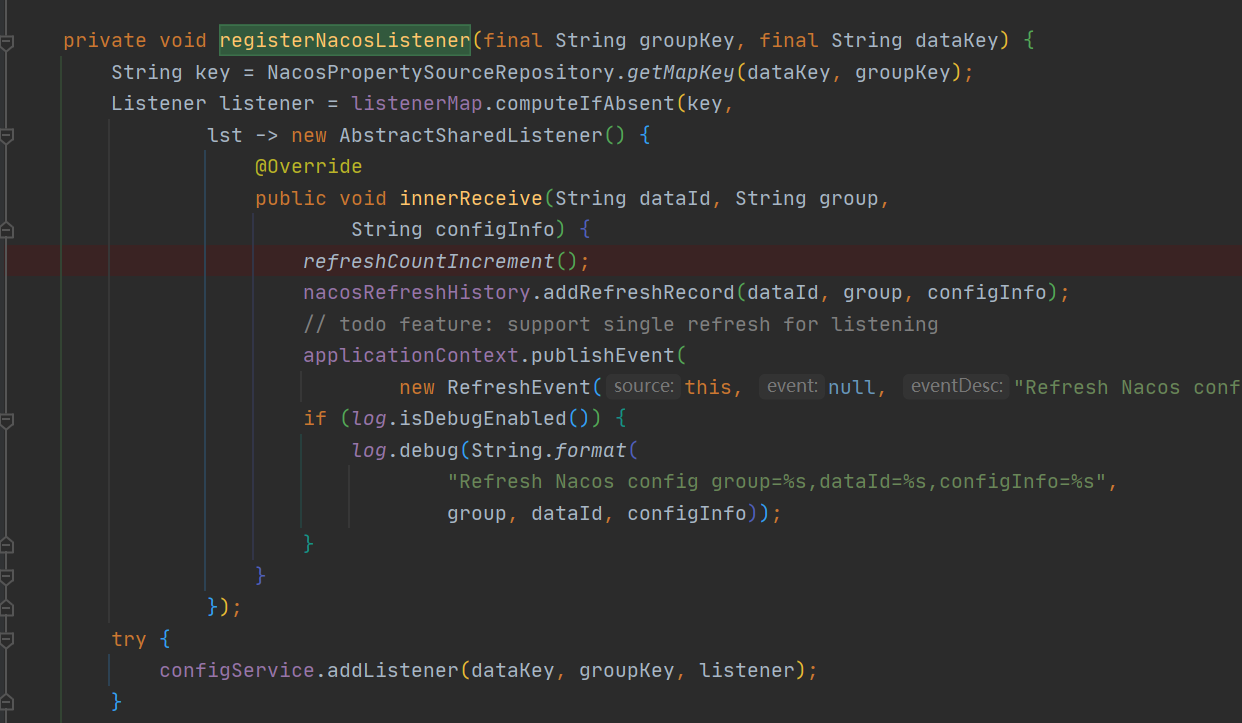 private void registerNacosListener(final String groupKey, final String dataKey) {
String key = NacosPropertySourceRepository.getMapKey(dataKey, groupKey);
Listener listener = listenerMap.computeIfAbsent(key,
lst -> new AbstractSharedListener() {
@Override
public void innerReceive(String dataId, String group,
String configInfo) {
refreshCountIncrement();
nacosRefreshHistory.addRefreshRecord(dataId, group, configInfo);
// todo feature: support single refresh for listening
applicationContext.publishEvent(
new RefreshEvent( source: this, event: null, eventDesc: "Refresh Nacos conf
if (log.isDebugEnabled()) {
log.debug(String.format(
"Refresh Nacos config group=%s,dataId=%s,configInfo=%s",
group, dataId, configInfo));
}
}
});
try {
configService.addListener(dataKey, groupKey, listener);
}